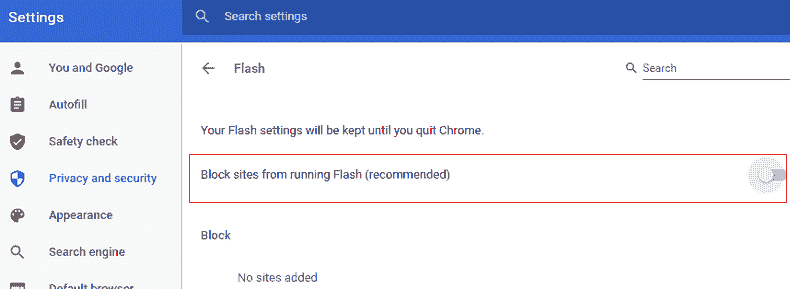 Settings
Search settings
You and Google
Autofill
Safety check
Privacy and security
Appearance
Search engine
Default browser
Flash
Search
Your Flash settings will be kept until you quit Chrome.
Block sites from running Flash (recommended)
Block
No sites added